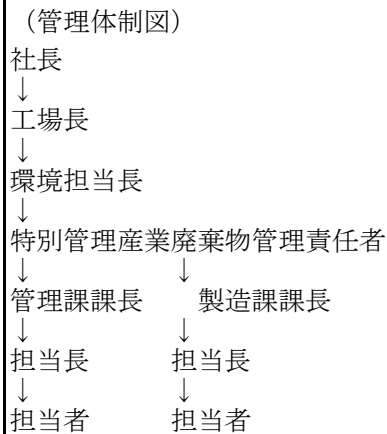 （管理体制図）
社長
↓
工場長
↓
環境担当長
↓
特別管理産業廃棄物管理責任者
↓　　　　　　↓
管理課課長　　製造課課長
↓　　　　　　↓
担当長　　　　担当長
↓　　　　　　↓
担当者　　　　担当者